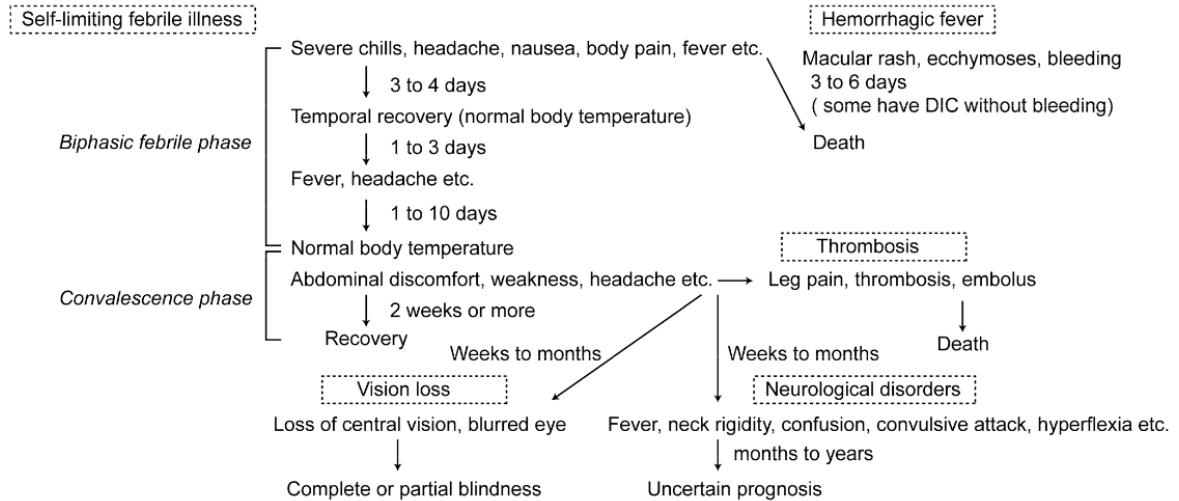 Self-limiting febrile illness
Hemorrhagic fever
Severe chills, headache, nausea, body pain, fever etc.
Macular rash, ecchymoses, bleeding
3 to 6 days
( some have DIC without bleeding)
Death
3 to 4 days
Temporal recovery (normal body temperature)
Biphasic febrile phase
1 to 3 days
Fever, headache etc.
1 to 10 days
Normal body temperature
Thrombosis
Abdominal discomfort, weakness, headache etc.
Leg pain, thrombosis, embolus
Convalescence phase
2 weeks or more
Recovery
Death
Weeks to months
Weeks to months
Vision loss
Neurological disorders
Loss of central vision, blurred eye
Fever, neck rigidity, confusion, convulsive attack, hyperflexia etc.
months to years
Complete or partial blindness
Uncertain prognosis